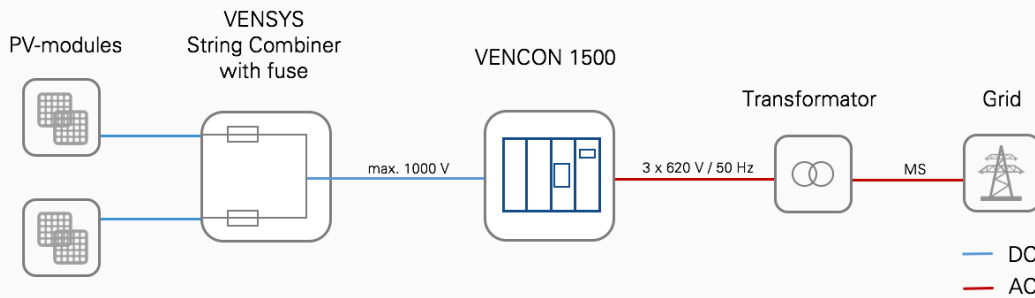 PV-modules
VENSYS
String Combiner
with fuse
VENCON 1500
Transformator
Grid
max. 1000 V
3 x 620 V / 50 Hz
MS
DC
AC